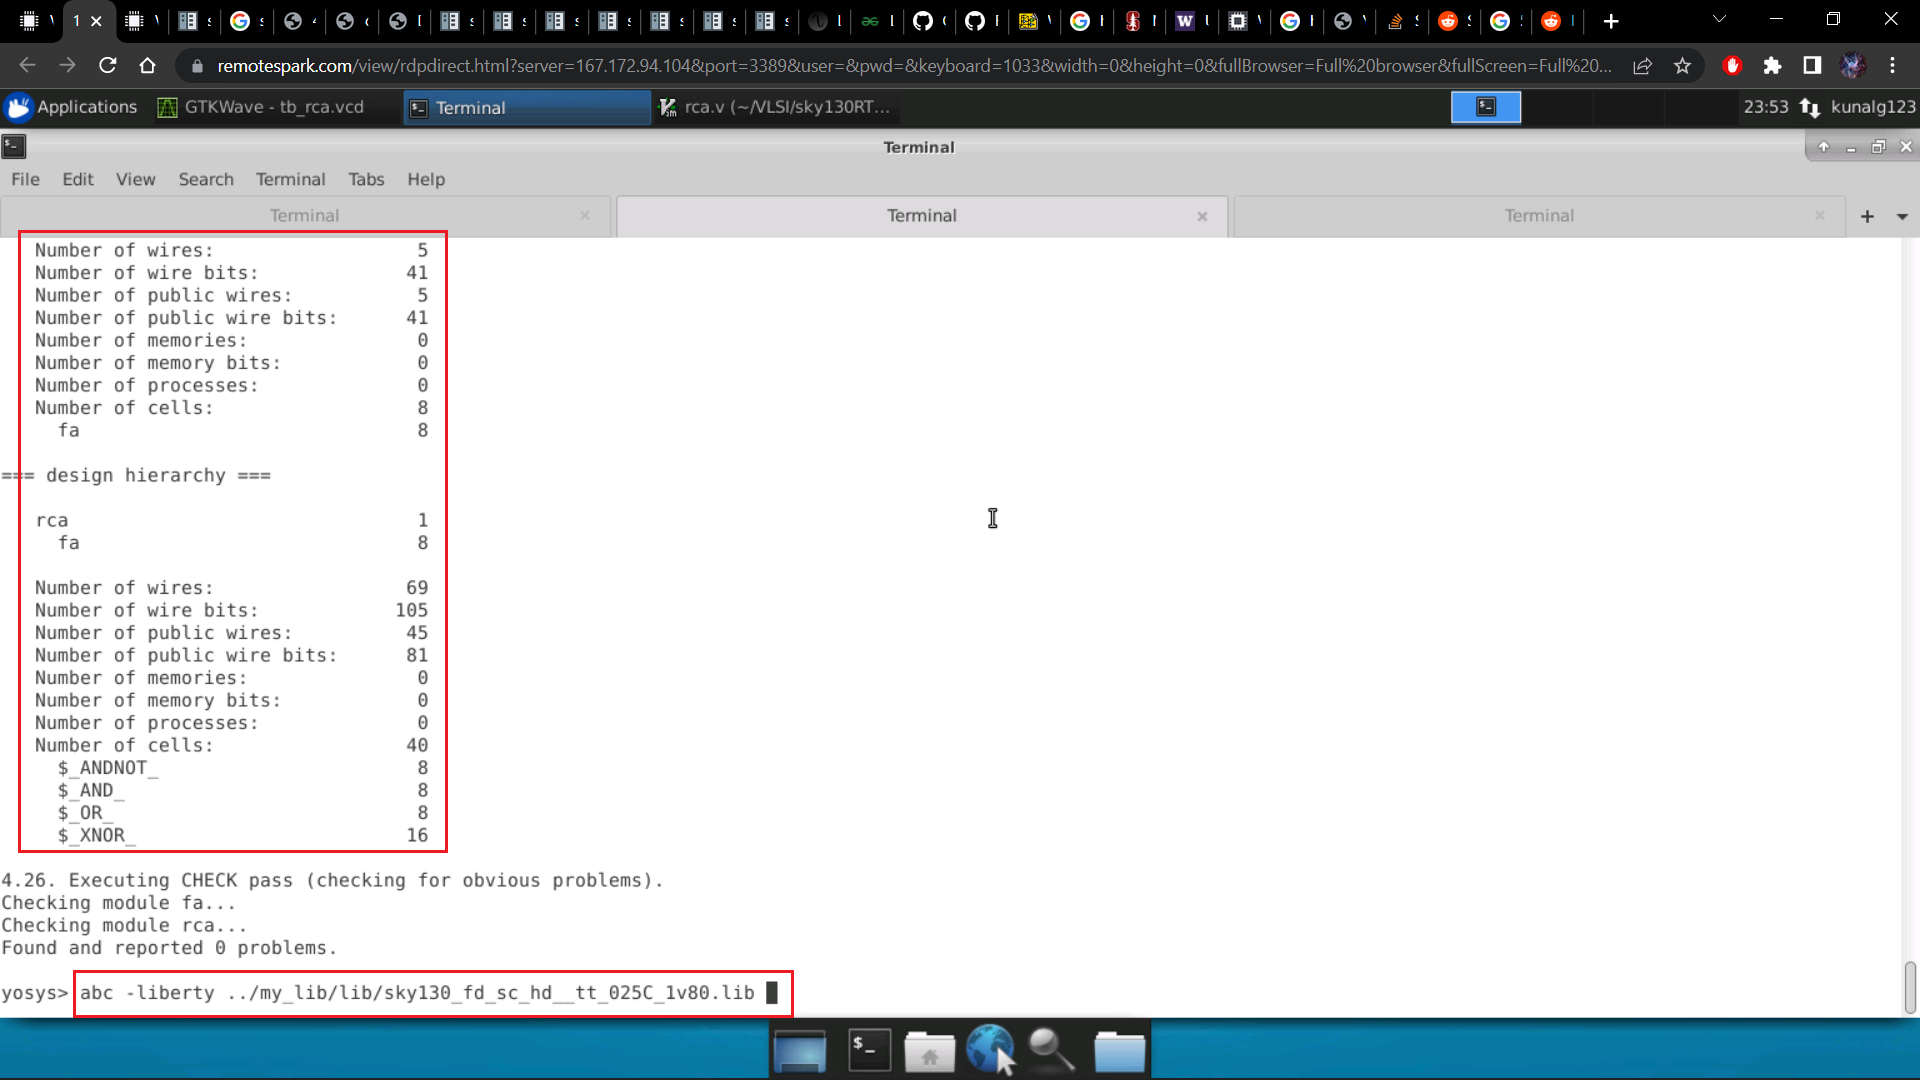 remotespark.com/view/rdpdirect.html?server=167.172.94.104&port=3389&user=&pwd=&keyboard=1033&width=0&height=0&fullBrowser=Full%20browser&fullScreen=Full%20...
Applications GTKWave - tb_rca.vcd Terminal rca.v (~/VLSI/sky130RT... 23:53 kunalg123
Terminal
File Edit View Search Terminal Tabs Help
Terminal Terminal Terminal
Number of wires: 5
Number of wire bits: 41
Number of public wires: 5
Number of public wire bits: 41
Number of memories: 0
Number of memory bits: 0
Number of processes: 0
Number of cells: 8
fa 8
=== design hierarchy ===
rca 1
fa 8
Number of wires: 69
Number of wire bits: 105
Number of public wires: 45
Number of public wire bits: 81
Number of memories: 0
Number of memory bits: 0
Number of processes: 0
Number of cells: 40
$_ANDNOT_ 8
$_AND_ 8
$_OR_ 8
$_XNOR_ 16
4.26. Executing CHECK pass (checking for obvious problems).
Checking module fa...
Checking module rca...
Found and reported 0 problems.
yosys> abc -liberty ../my_lib/lib/sky130_fd_sc_hd__tt_025C_1v80.lib